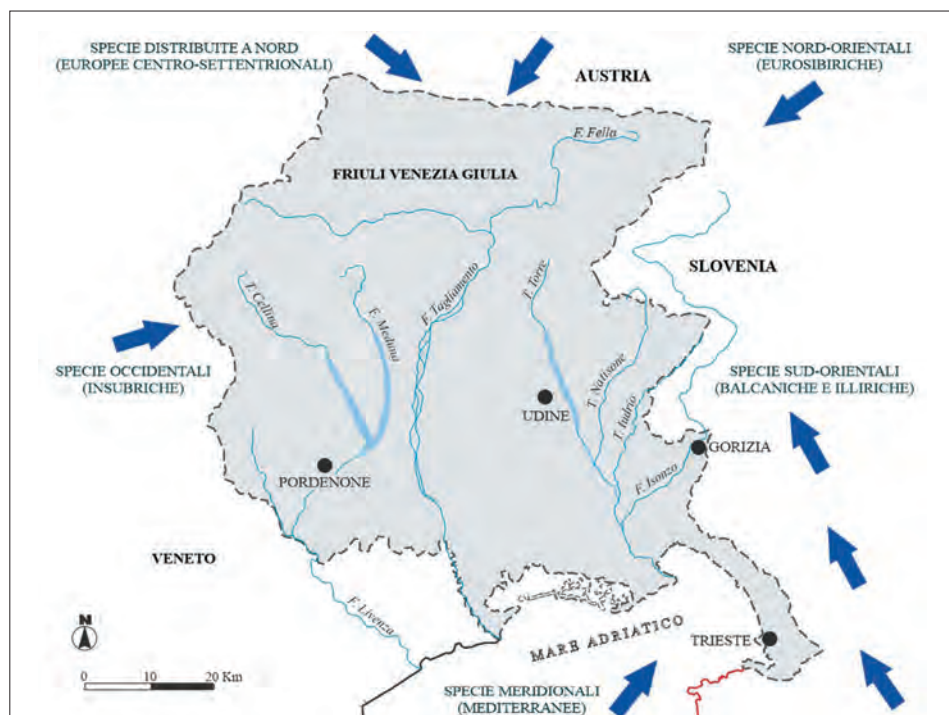 SPECIE DISTRIBUITE A NORD
(EUROPEE CENTRO-SETTENTRIONALI)
AUSTRIA
SPECIE NORD-ORIENTALI
(EUROSIBIRICHE)
F. Fella
FRIULI VENEZIA GIULIA
SLOVENIA
T. Cellina
F. Meduna
F. Tagliamento
T. Torre
T. Natisone
T. Iudrio
SPECIE OCCIDENTALI
(INSUBRICHE)
SPECIE SUD-ORIENTALI
(BALCANICHE E ILLIRICHE)
UDINE
GORIZIA
PORDENONE
F. Isonzo
VENETO
F. Livenza
N
MARE ADRIATICO
TRIESTE
0 10 20 Km
SPECIE MERIDIONALI
(MEDITERRANEE)